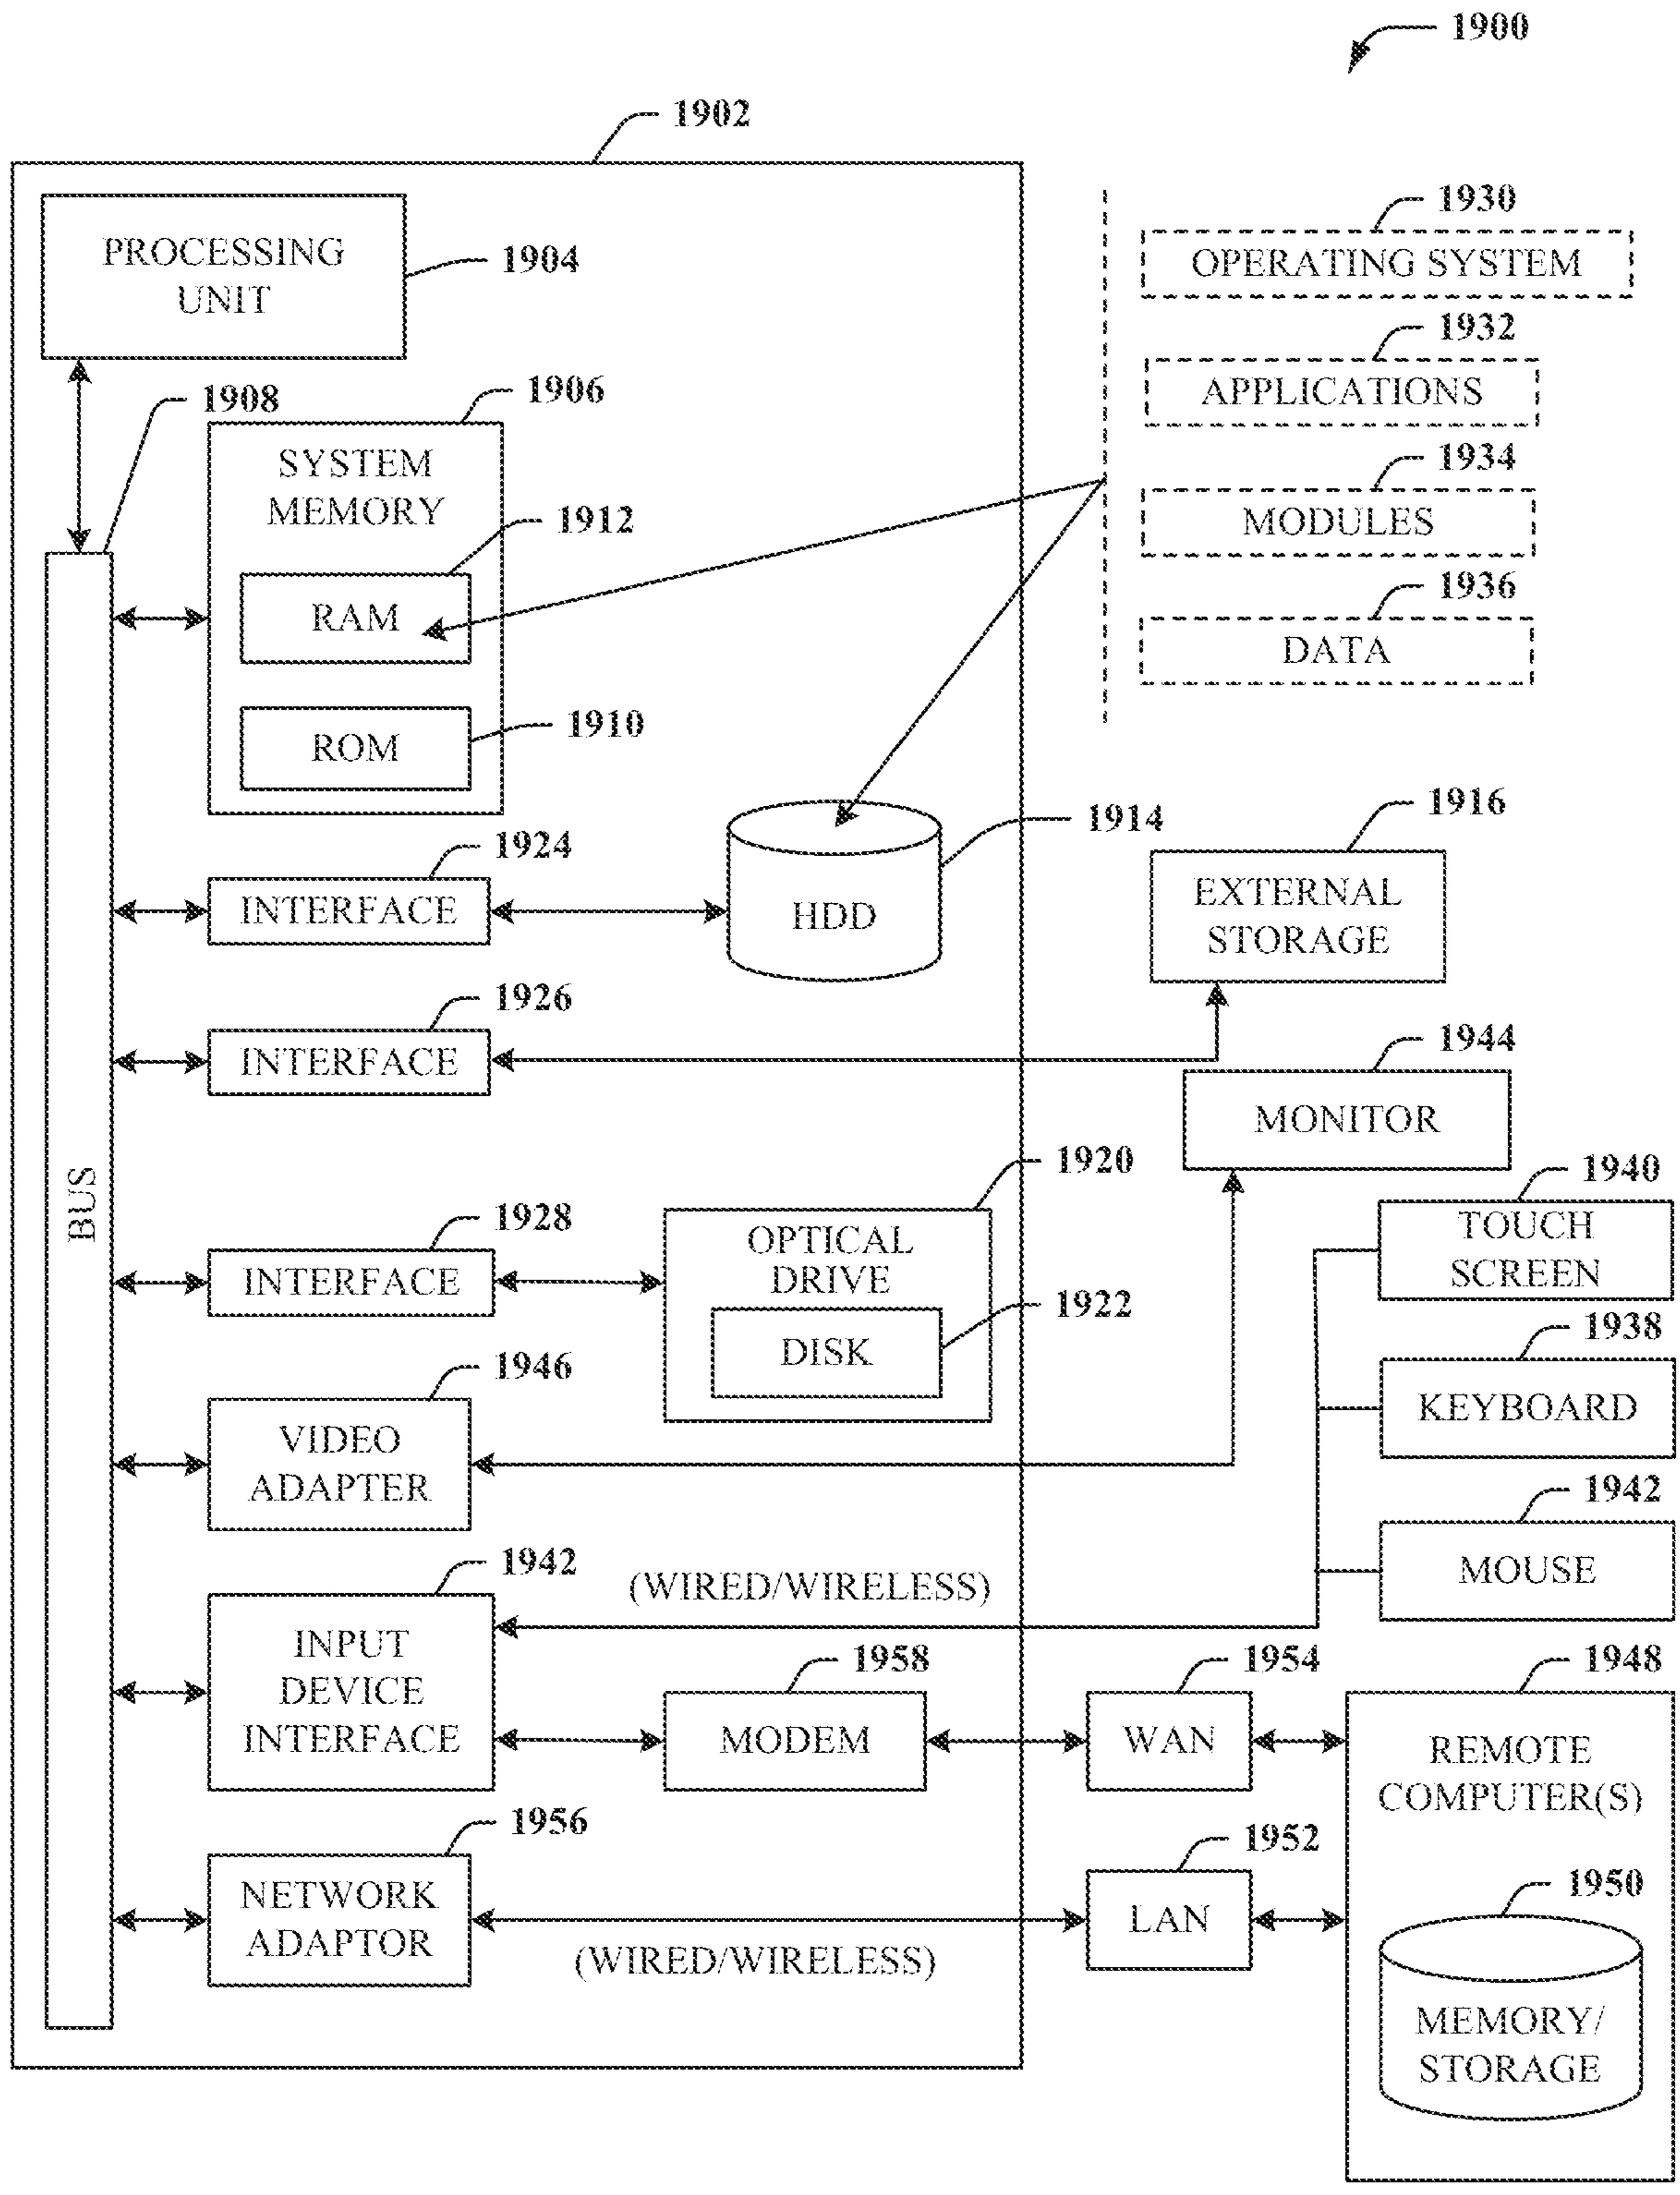 1900
1902
PROCESSING
UNIT
1904
1930
OPERATING SYSTEM
1932
APPLICATIONS
1934
MODULES
1936
DATA
1908
1906
SYSTEM
MEMORY
1912
RAM
1910
ROM
1924
INTERFACE
1914
HDD
1916
EXTERNAL
STORAGE
1926
INTERFACE
1944
MONITOR
BUS
1928
INTERFACE
1920
OPTICAL
DRIVE
1922
DISK
1940
TOUCH
SCREEN
1938
KEYBOARD
1946
VIDEO
ADAPTER
1942
MOUSE
1942
INPUT
DEVICE
INTERFACE
(WIRED/WIRELESS)
1958
MODEM
1954
WAN
1948
REMOTE
COMPUTER(S)
1956
NETWORK
ADAPTOR
(WIRED/WIRELESS)
1952
LAN
1950
MEMORY/
STORAGE